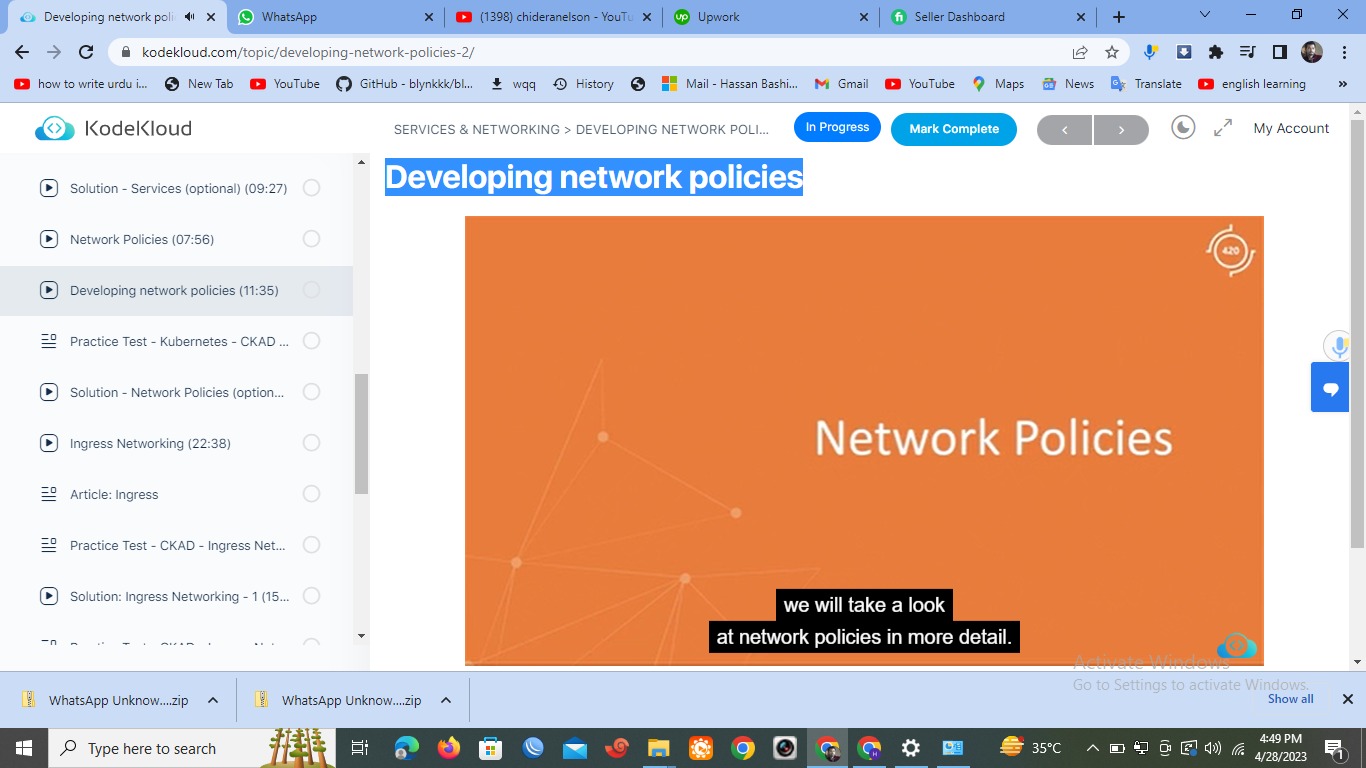 Developing network poli
WhatsApp
(1398) chideranelson - YouTu
Upwork
Seller Dashboard
kodekloud.com/topic/developing-network-policies-2/
how to write urdu i...
New Tab
YouTube
GitHub - blynkkk/bl...
wqq
History
Mail - Hassan Bashi...
Gmail
YouTube
Maps
News
Translate
english learning
KodeKloud
SERVICES & NETWORKING > DEVELOPING NETWORK POLI...
In Progress
Mark Complete
My Account
Solution - Services (optional) (09:27)
Network Policies (07:56)
Developing network policies (11:35)
Practice Test - Kubernetes - CKAD ...
Solution - Network Policies (option...
Ingress Networking (22:38)
Article: Ingress
Practice Test - CKAD - Ingress Net...
Solution: Ingress Networking - 1 (15...
Developing network policies
420
Network Policies
we will take a look
at network policies in more detail.
Activate Windows
Go to Settings to activate Windows.
WhatsApp Unknow....zip
WhatsApp Unknow....zip
Show all
Type here to search
35°C
4:49 PM
4/28/2023
1